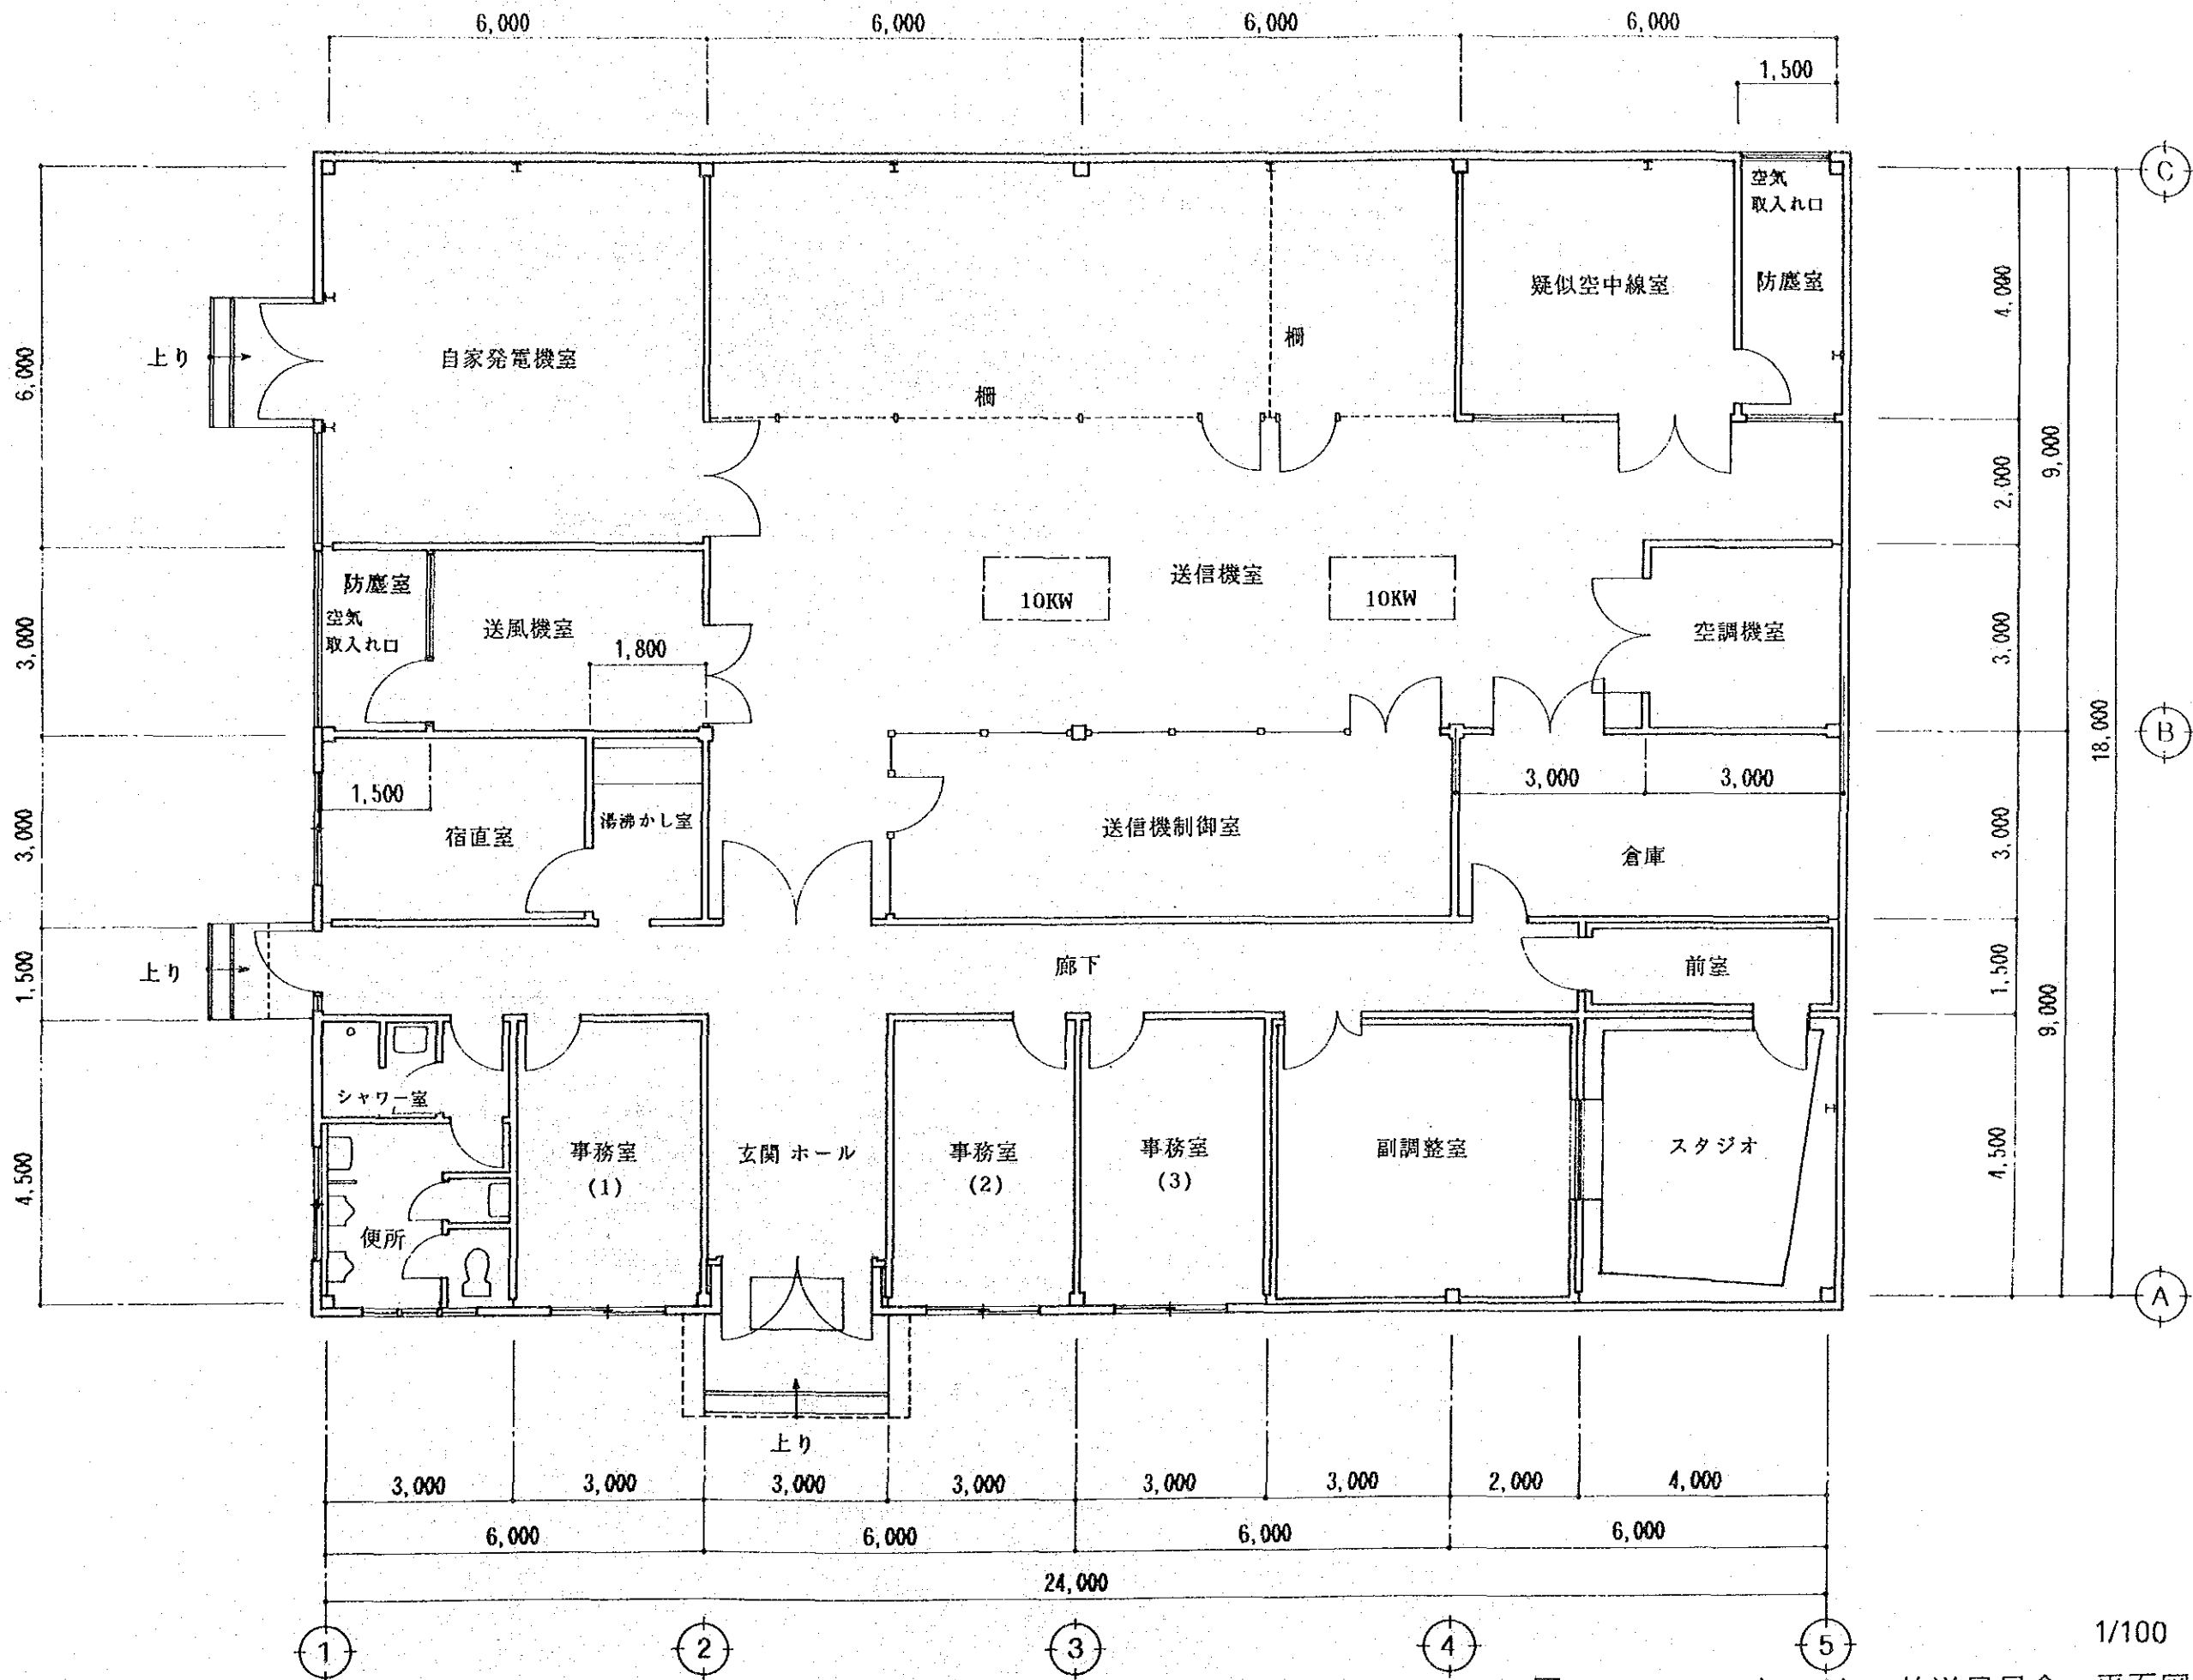 6,000 6,000 6,000 6,000
1,500
C
空気
取入れ口
防塵室
疑似空中線室
4,000
上り
自家発電機室
柵
柵
6,000
9,000
2,000
防塵室
空気
取入れ口
送風機室
1,800
10KW
送信機室
10KW
空調機室
3,000
3,000
B
18,000
1,500
宿直室
湯沸かし室
送信機制御室
3,000 3,000
倉庫
3,000
3,000
上り
廊下
前室
1,500
1,500
9,000
シャワー室
便所
事務室
(1)
玄関 ホール
事務室
(2)
事務室
(3)
副調整室
スタジオ
4,500
4,500
A
上り
3,000 3,000 3,000 3,000 3,000 3,000 2,000 4,000
6,000 6,000 6,000 6,000
24,000
1 2 3 4 5
1/100